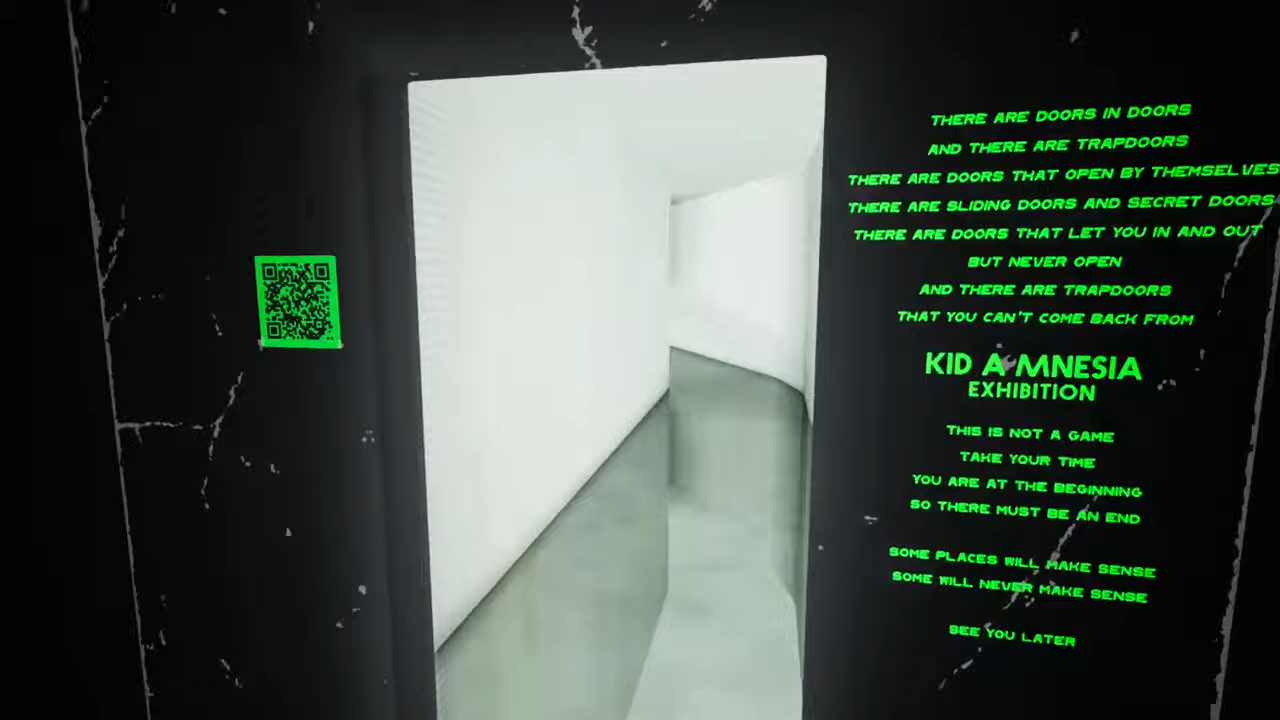 THERE ARE DOORS IN DOORS
AND THERE ARE TRAPDOORS
THERE ARE DOORS THAT OPEN BY THEMSELVES
THERE ARE SLIDING DOORS AND SECRET DOORS
THERE ARE DOORS THAT LET YOU IN AND OUT
BUT NEVER OPEN
AND THERE ARE TRAPDOORS
THAT YOU CAN'T COME BACK FROM
KID A MNESIA
EXHIBITION
THIS IS NOT A GAME
TAKE YOUR TIME
YOU ARE AT THE BEGINNING
SO THERE MUST BE AN END
SOME PLACES WILL MAKE SENSE
SOME WILL NEVER MAKE SENSE
SEE YOU LATER